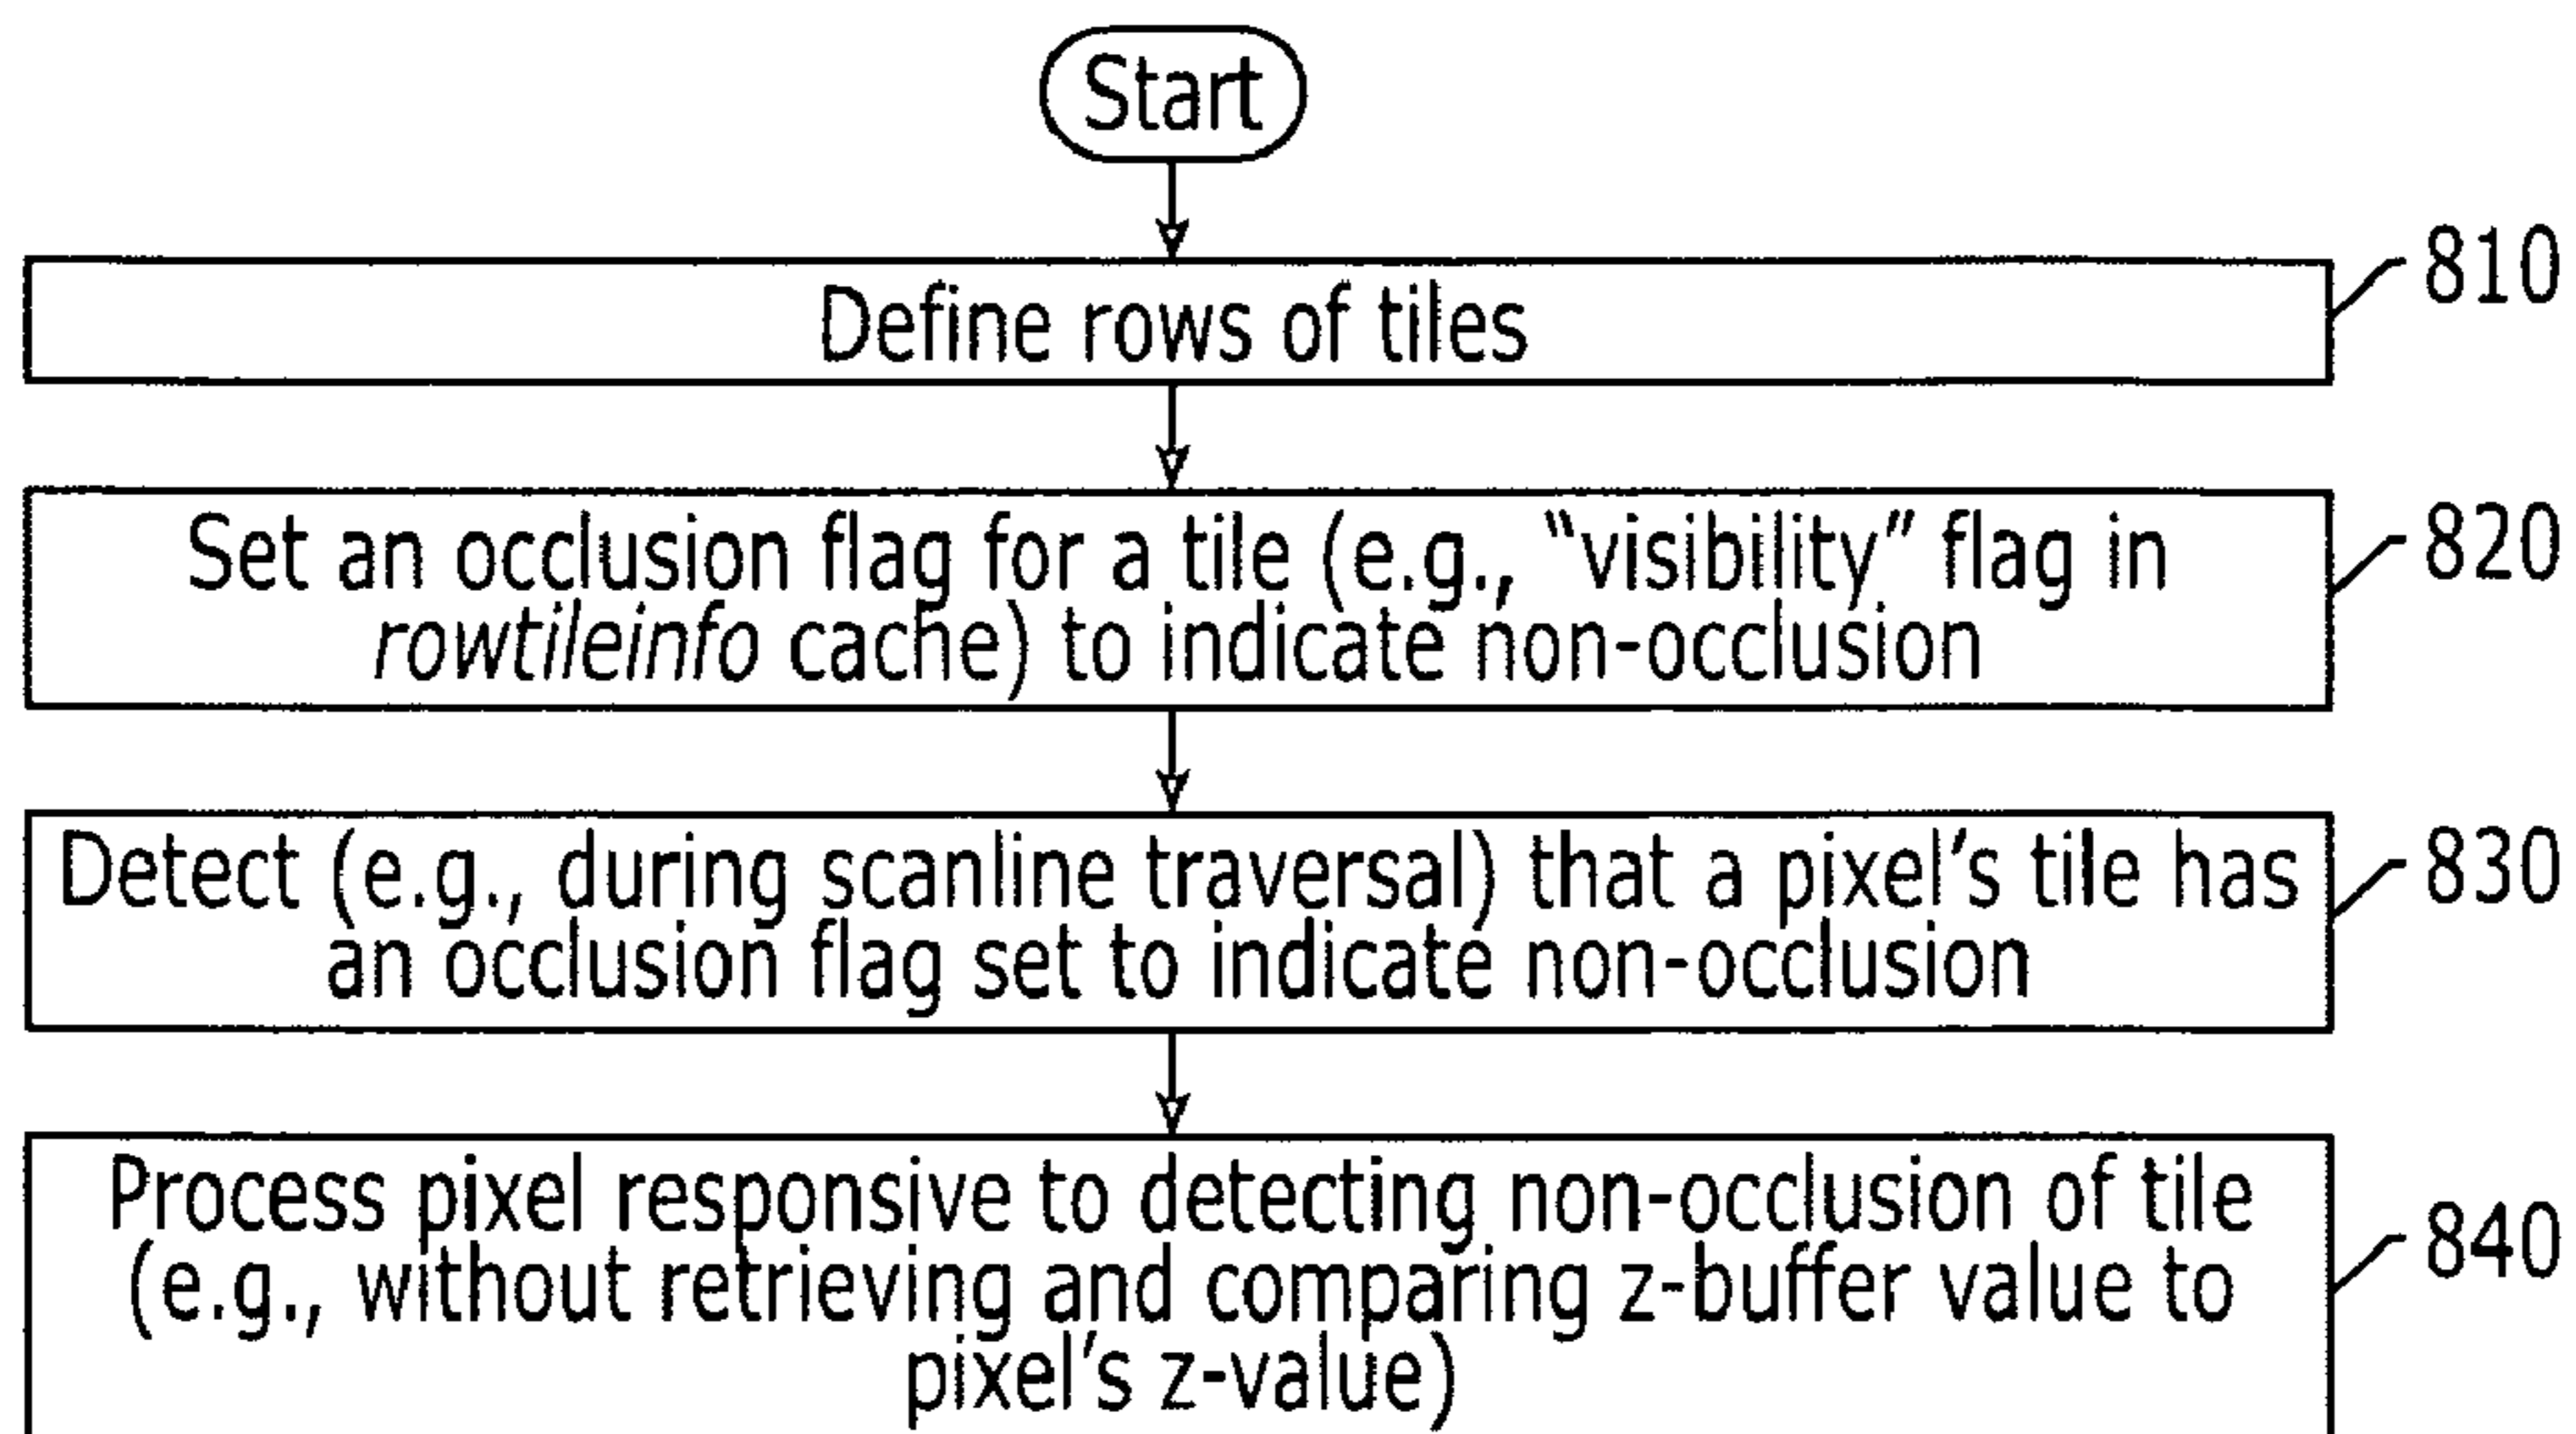 Start
Define rows of tiles
810
Set an occlusion flag for a tile (e.g., “visibility” flag in
rowtileinfo cache) to indicate non-occlusion
820
Detect (e.g., during scanline traversal) that a pixel’s tile has
an occlusion flag set to indicate non-occlusion
830
Process pixel responsive to detecting non-occlusion of tile
(e.g., without retrieving and comparing z-buffer value to
pixel’s z-value)
840